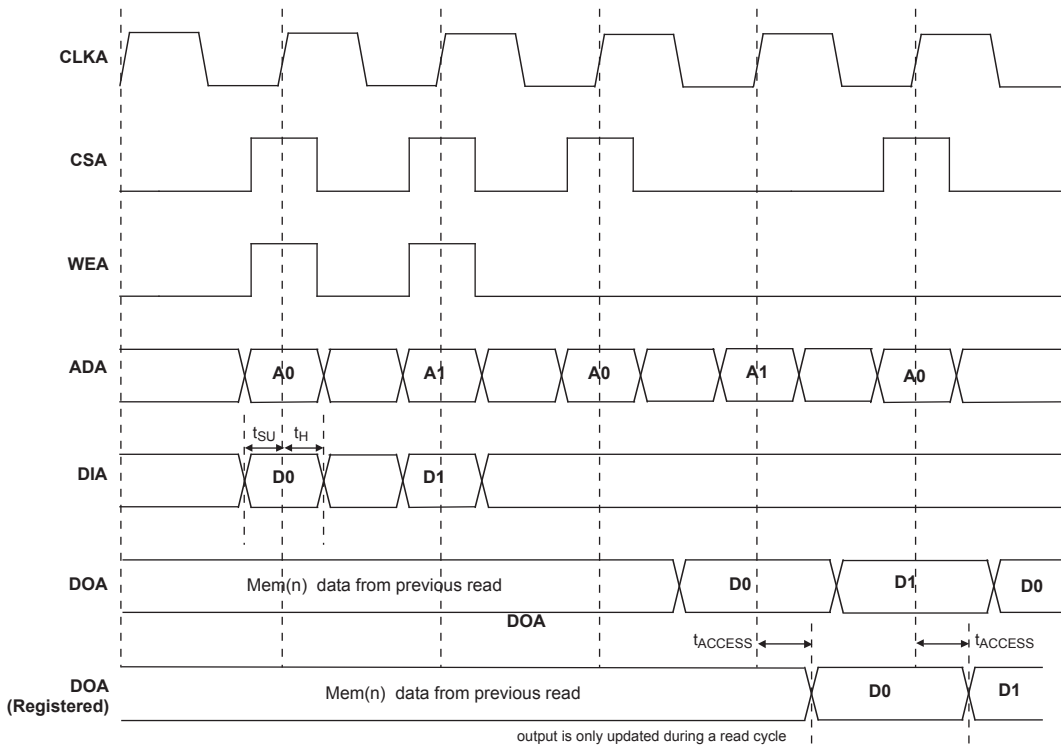 CLKA
CSA
WEA
ADA A0 A1 A0 A1 A0
tSU tH
DIA D0 D1
DOA Mem(n) data from previous read D0 D1 D0
DOA
tACCESS tACCESS
DOA
(Registered) Mem(n) data from previous read D0 D1
output is only updated during a read cycle